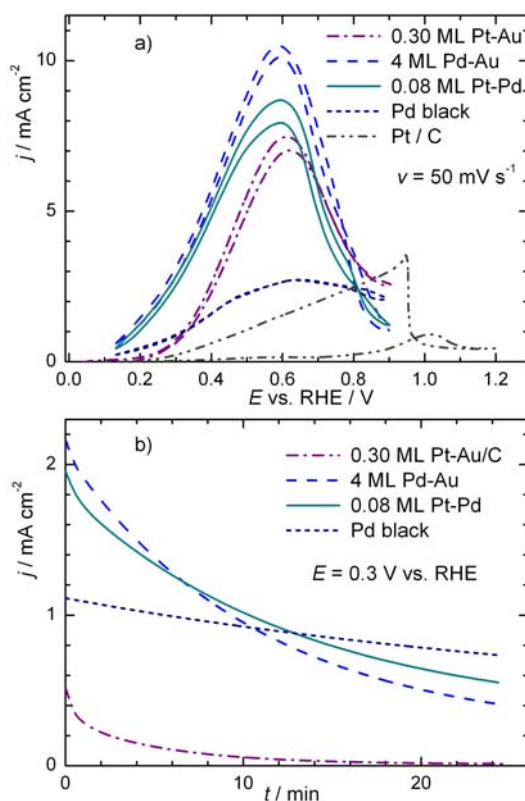 a)
0.30 ML Pt-Au
4 ML Pd-Au
0.08 ML Pt-Pd
Pd black
Pt / C
v = 50 mV s⁻¹
j / mA cm⁻²
10
5
0
0.0 0.2 0.4 0.6 0.8 1.0 1.2
E vs. RHE / V
b)
0.30 ML Pt-Au/C
4 ML Pd-Au
0.08 ML Pt-Pd
Pd black
E = 0.3 V vs. RHE
j / mA cm⁻²
2
1
0
0 10 20
t / min